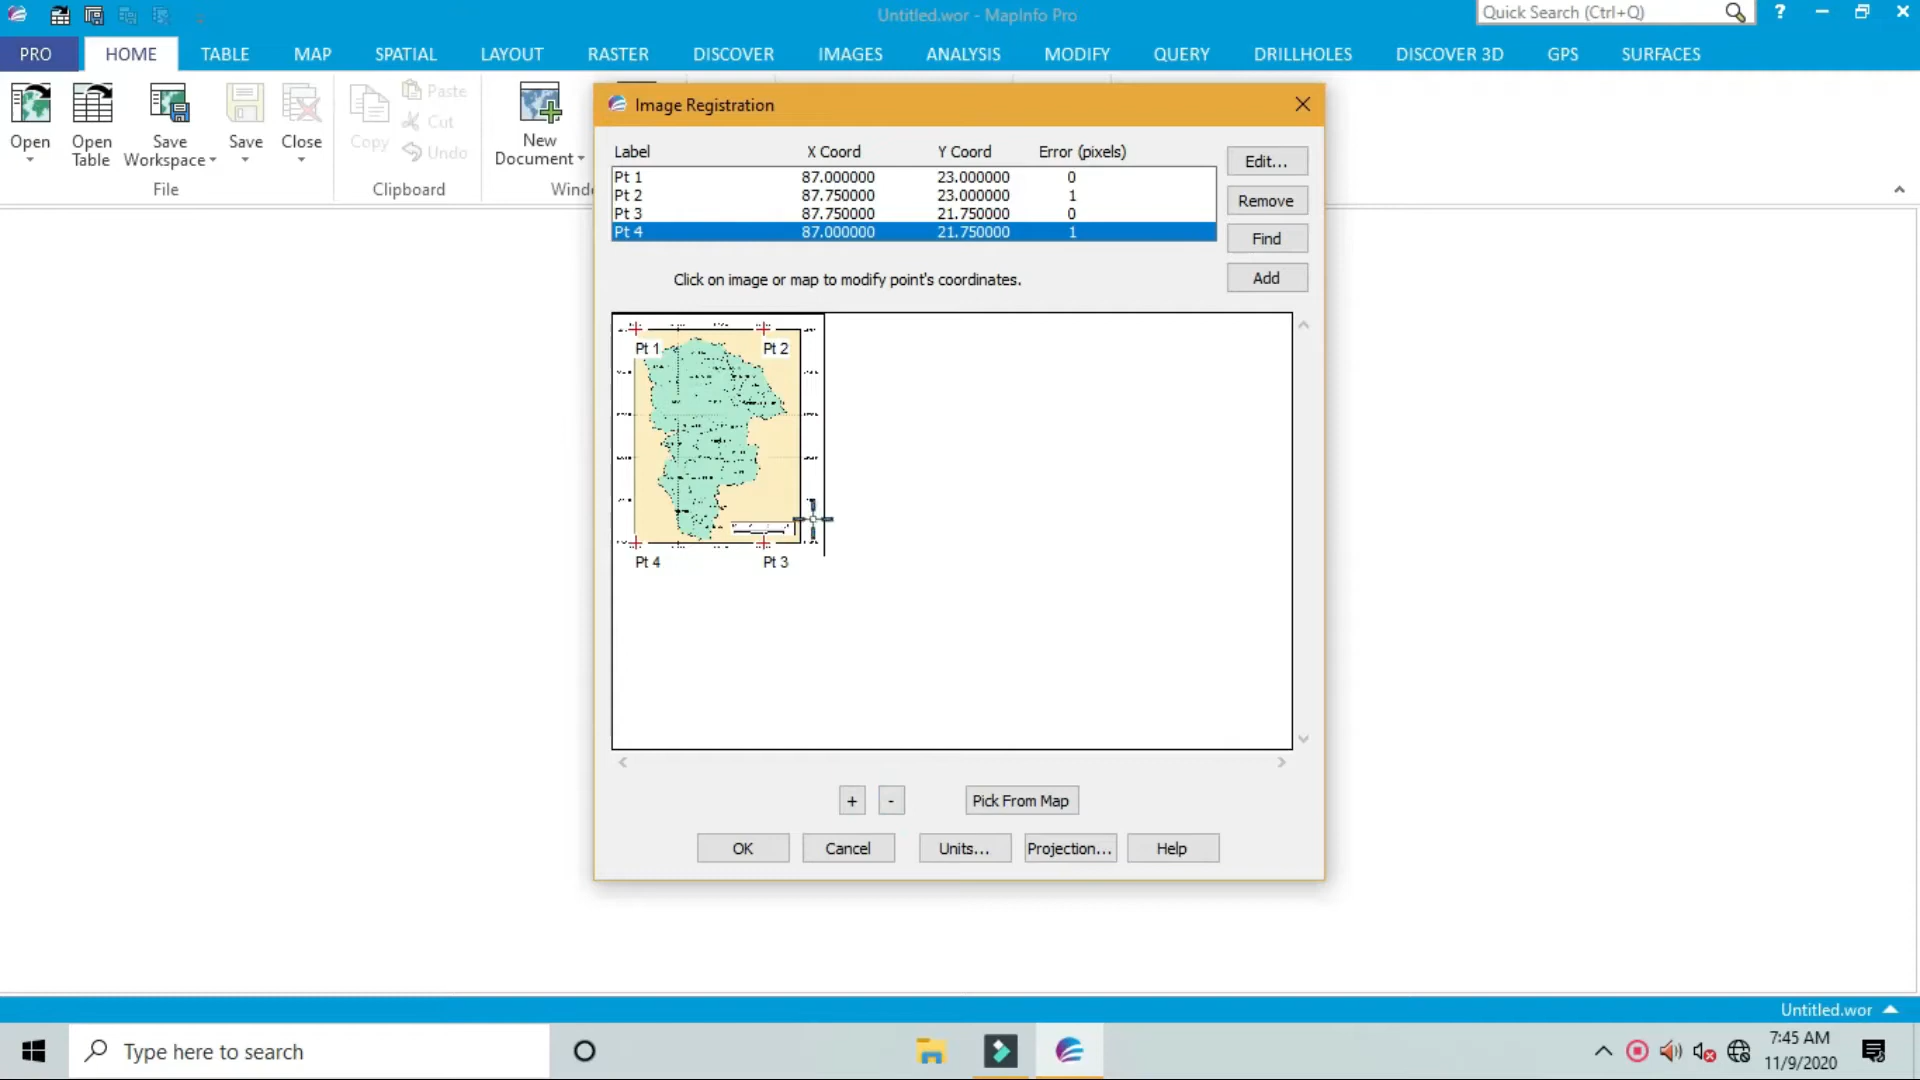 Untitled.wor - MapInfo Pro
Quick Search (Ctrl+Q)
?
PRO HOME TABLE MAP SPATIAL LAYOUT RASTER DISCOVER IMAGES ANALYSIS MODIFY QUERY DRILLHOLES DISCOVER 3D GPS SURFACES
Open
Open Table
Save Workspace
Save
Close
File
Copy
Paste
Cut
Undo
Clipboard
New Document
Windo
Image Registration
Label X Coord Y Coord Error (pixels)
Pt 1 87.000000 23.000000 0
Pt 2 87.750000 23.000000 1
Pt 3 87.750000 21.750000 0
Pt 4 87.000000 21.750000 1
Edit...
Remove
Find
Add
Click on image or map to modify point's coordinates.
Pt 1 Pt 2
Pt 4 Pt 3
+ - Pick From Map
OK Cancel Units... Projection... Help
Untitled.wor
Type here to search
7:45 AM
11/9/2020